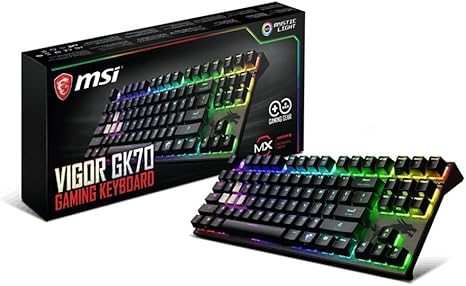 MYSTIC
LIGHT
msi
GAMING GEAR
VIGOR GK70
GAMING KEYBOARD
MX